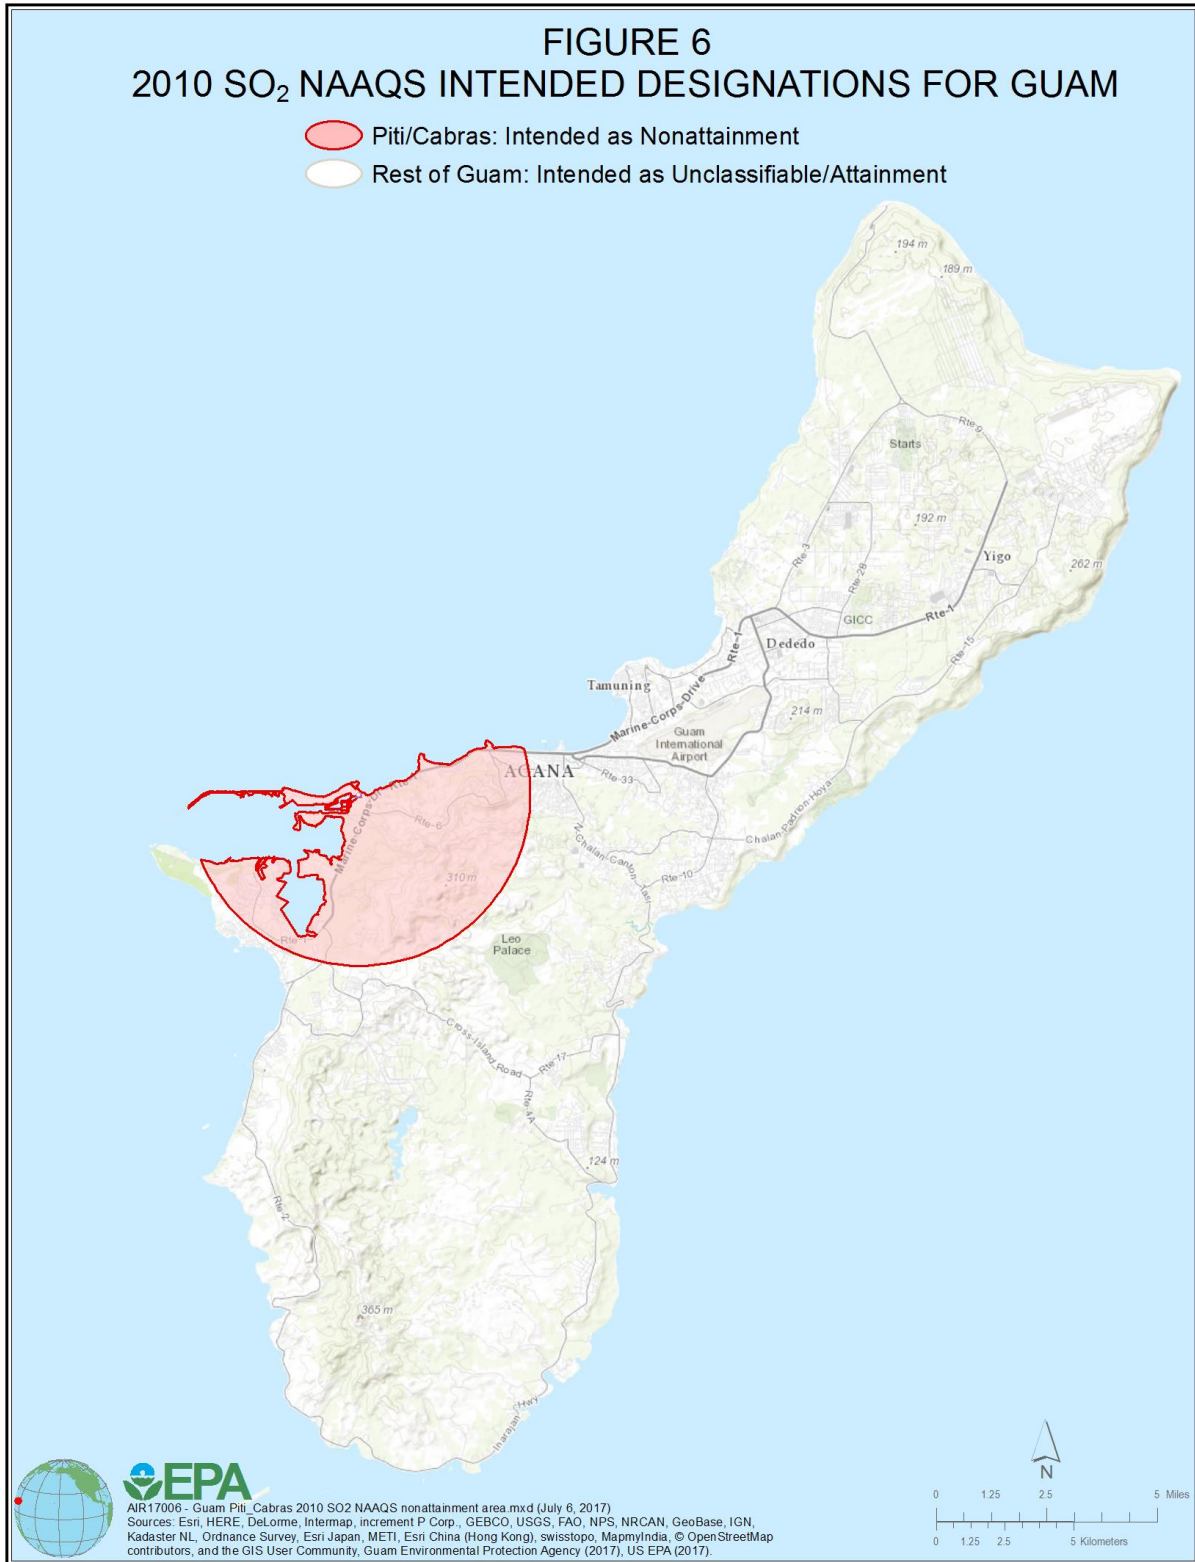 FIGURE 6
2010 SO₂ NAAQS INTENDED DESIGNATIONS FOR GUAM
Piti/Cabras: Intended as Nonattainment
Rest of Guam: Intended as Unclassifiable/Attainment
194 m
189 m
Rte-9
Starts
192 m
Rte-3
Rte-28
Yigo
262 m
GICC
Rte-1
Rte-1
Dededo
Rte-15
Tamuning
Marine-Corps-Drive
214 m
Guam
International
Airport
AGANA
Rte-33
Marine-Corps-Dr
Rte-6
Chalan-Padrion-Hoya
N
Chalan-Canton
Tasi
Rte-10
310 m
Rte-1
Leo
Palace
Cross-Island Road
Rte-17
Rte-4A
124 m
Rte-2
365 m
Inarajan Hwy
N
EPA
AIR17006 - Guam Piti_Cabras 2010 SO2 NAAQS nonattainment area.mxd (July 6, 2017)
Sources: Esri, HERE, DeLorme, Intermap, increment P Corp., GEBCO, USGS, FAO, NPS, NRCAN, GeoBase, IGN,
Kadaster NL, Ordnance Survey, Esri Japan, METI, Esri China (Hong Kong), swisstopo, MapmyIndia, © OpenStreetMap
contributors, and the GIS User Community, Guam Environmental Protection Agency (2017), US EPA (2017).
0 1.25 2.5 5 Miles
0 1.25 2.5 5 Kilometers